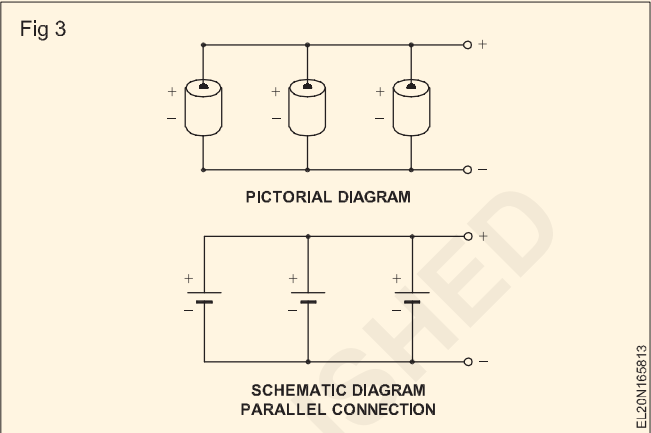 Fig 3
+
+ + +
− − −
−
PICTORIAL DIAGRAM
+
+ + +
− − −
−
SCHEMATIC DIAGRAM
PARALLEL CONNECTION
EL20N165813